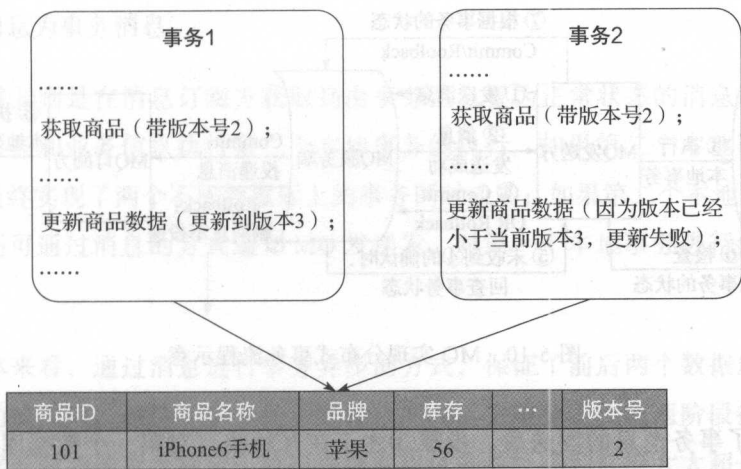 事务1
......
获取商品（带版本号2）；
......
更新商品数据（更新到版本3）；
......
事务2
......
获取商品（带版本号2）；
......
更新商品数据（因为版本已经
小于当前版本3，更新失败）；
商品ID 商品名称 品牌 库存 … 版本号
101 iPhone6手机 苹果 56 2